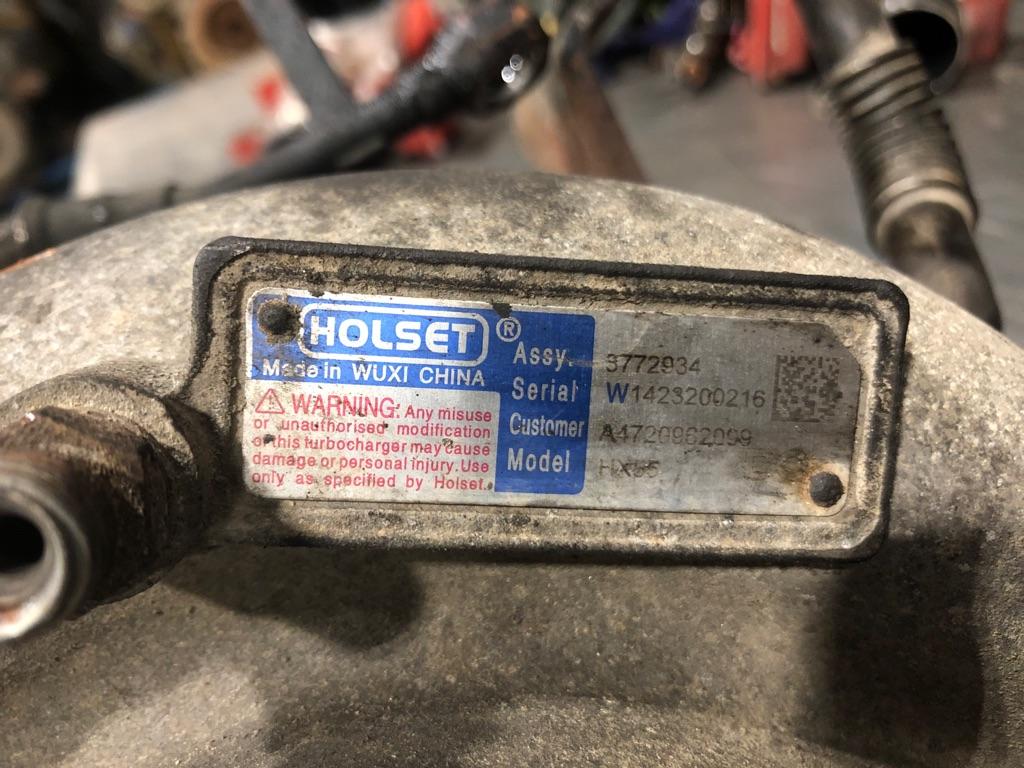 HOLSET®
Made in WUXI CHINA
⚠ WARNING: Any misuse
or unauthorised modification
of this turbocharger may cause
damage or personal injury. Use
only as specified by Holset.
Assy. 3772934
Serial W1423200216
Customer A4720962099
Model HX55